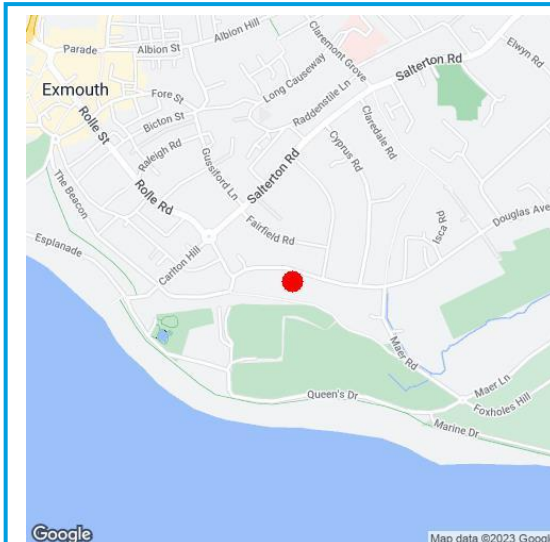 Parade
Albion St
Albion Hill
Claremont Grove
Elwyn Rd
Salterton Rd
Exmouth
Long Causeway
Fore St
Raddenstile Ln
Bicton St
Claredale Rd
Rolle St
Raleigh Rd
Gussiford Ln
Cyprus Rd
Salterton Rd
Rolle Rd
The Beacon
Fairfield Rd
Isca Rd
Douglas Ave
Esplanade
Carlton Hill
Maer Rd
Maer Ln
Queen's Dr
Foxholes Hill
Marine Dr
Google
Map data ©2023 Google